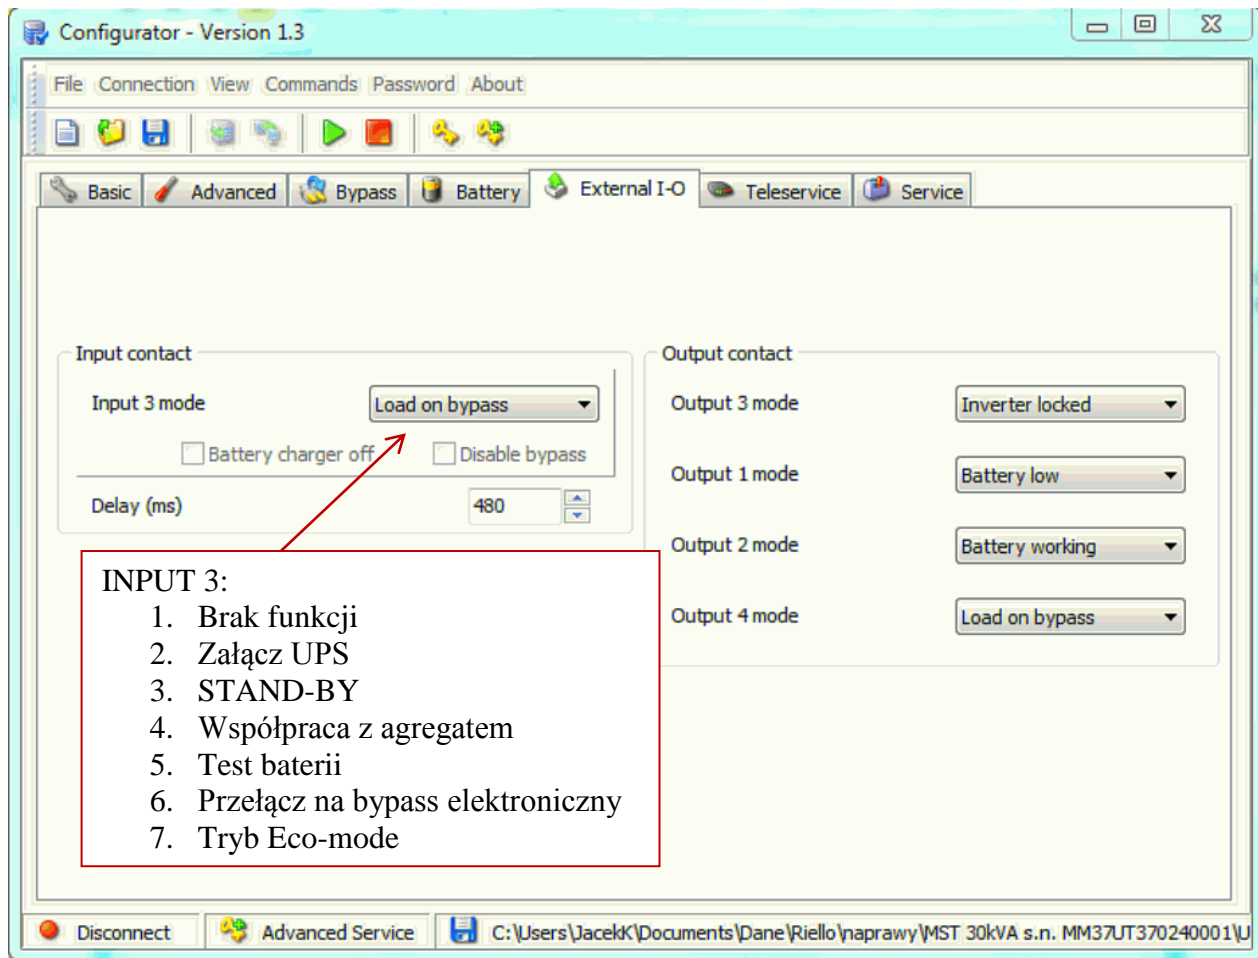 Configurator - Version 1.3
File Connection View Commands Password About
Basic Advanced Bypass Battery External I-O Teleservice Service
Input contact
Input 3 mode Load on bypass
Battery charger off Disable bypass
Delay (ms) 480
Output contact
Output 3 mode Inverter locked
Output 1 mode Battery low
Output 2 mode Battery working
Output 4 mode Load on bypass
INPUT 3:
1. Brak funkcji
2. Załącz UPS
3. STAND-BY
4. Współpraca z agregatem
5. Test baterii
6. Przełącz na bypass elektroniczny
7. Tryb Eco-mode
Disconnect Advanced Service C:\Users\JacekK\Documents\Dane\Riello\naprawy\MST 30kVA s.n. MM37UT370240001\U